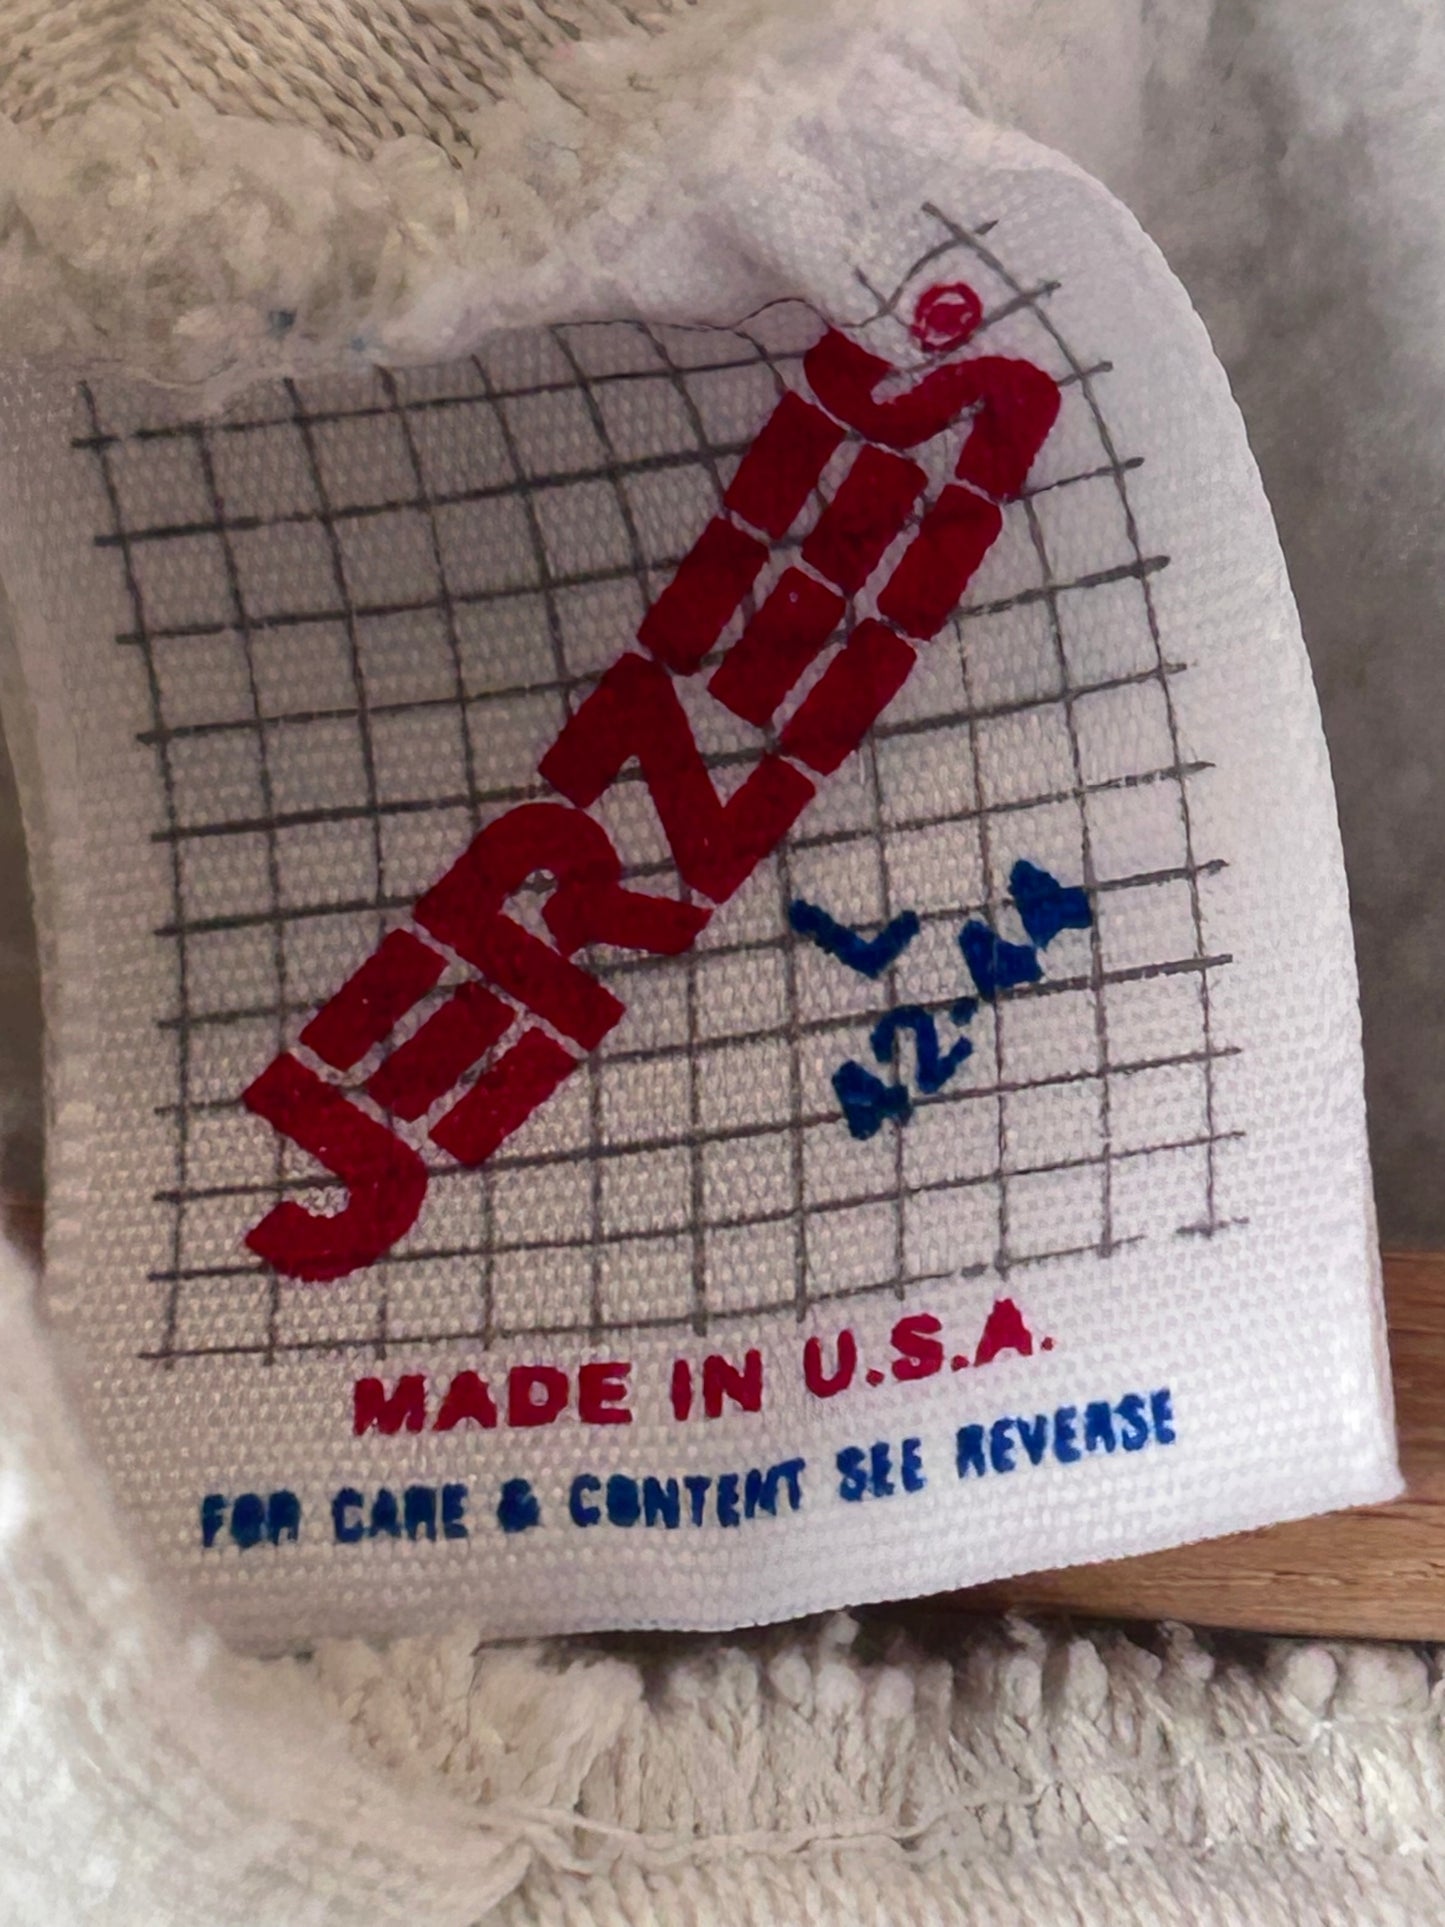 JERZEES®
L
42-44
MADE IN U.S.A.
FOR CARE & CONTENT SEE REVERSE